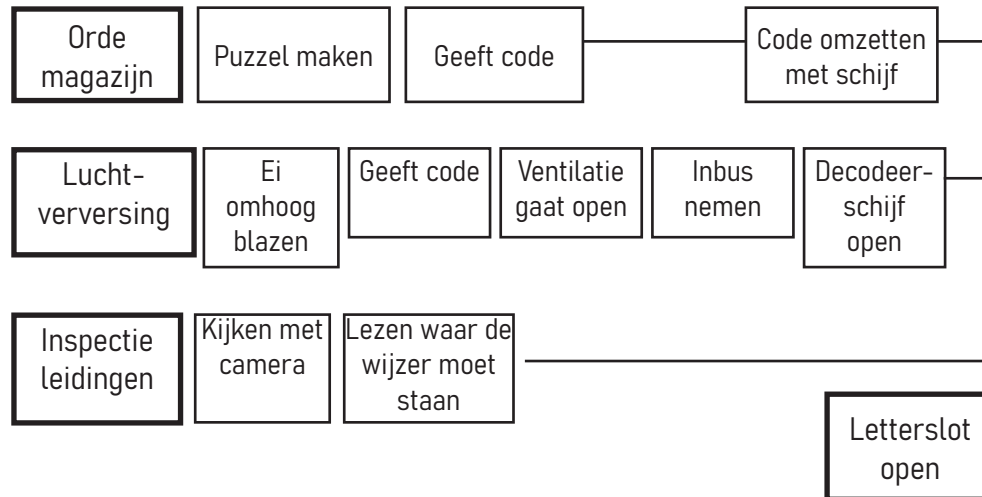 Orde
magazijn
Puzzel maken
Geeft code
Code omzetten
met schijf
Lucht-
verversing
Ei
omhoog
blazen
Geeft code
Ventilatie
gaat open
Inbus
nemen
Decodeer-
schijf
open
Inspectie
leidingen
Kijken met
camera
Lezen waar de
wijzer moet
staan
Letterslot
open